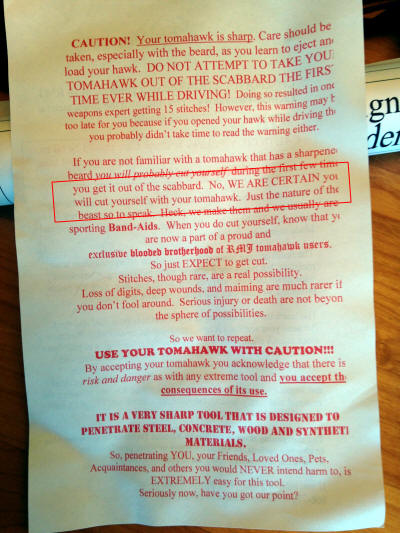 CAUTION! Your tomahawk is sharp. Care should be
taken, especially with the beard, as you learn to eject and
load your hawk. DO NOT ATTEMPT TO TAKE YOU
TOMAHAWK OUT OF THE SCABBARD THE FIRS
TIME EVER WHILE DRIVING! Doing so resulted in one
weapons expert getting 15 stitches! However, this warning may b
too late for you because if you opened your hawk while driving th
you probably didn't take time to read the warning either.
If you are not familiar with a tomahawk that has a sharpene
beard you will probably cut yourself during the first few time
you get it out of the scabbard. No, WE ARE CERTAIN you
will cut yourself with your tomahawk. Just the nature of the
beast so to speak. Heck, we make them and we usually are
sporting Band-Aids. When you do cut yourself, know that y
are now a part of a proud and
exclusive blooded brotherhood of RMJ tomahawk users.
So just EXPECT to get cut.
Stitches, though rare, are a real possibility.
Loss of digits, deep wounds, and maiming are much rarer if
you don't fool around. Serious injury or death are not beyon
the sphere of possibilities.
So we want to repeat.
USE YOUR TOMAHAWK WITH CAUTION!!!
By accepting your tomahawk you acknowledge that there is
risk and danger as with any extreme tool and you accept th
consequences of its use.
IT IS A VERY SHARP TOOL THAT IS DESIGNED TO
PENETRATE STEEL, CONCRETE, WOOD AND SYNTHETI
MATERIALS.
So, penetrating YOU, your Friends, Loved Ones, Pets,
Acquaintances, and others you would NEVER intend harm to, is
EXTREMELY easy for this tool.
Seriously now, have you got our point?
gn
der